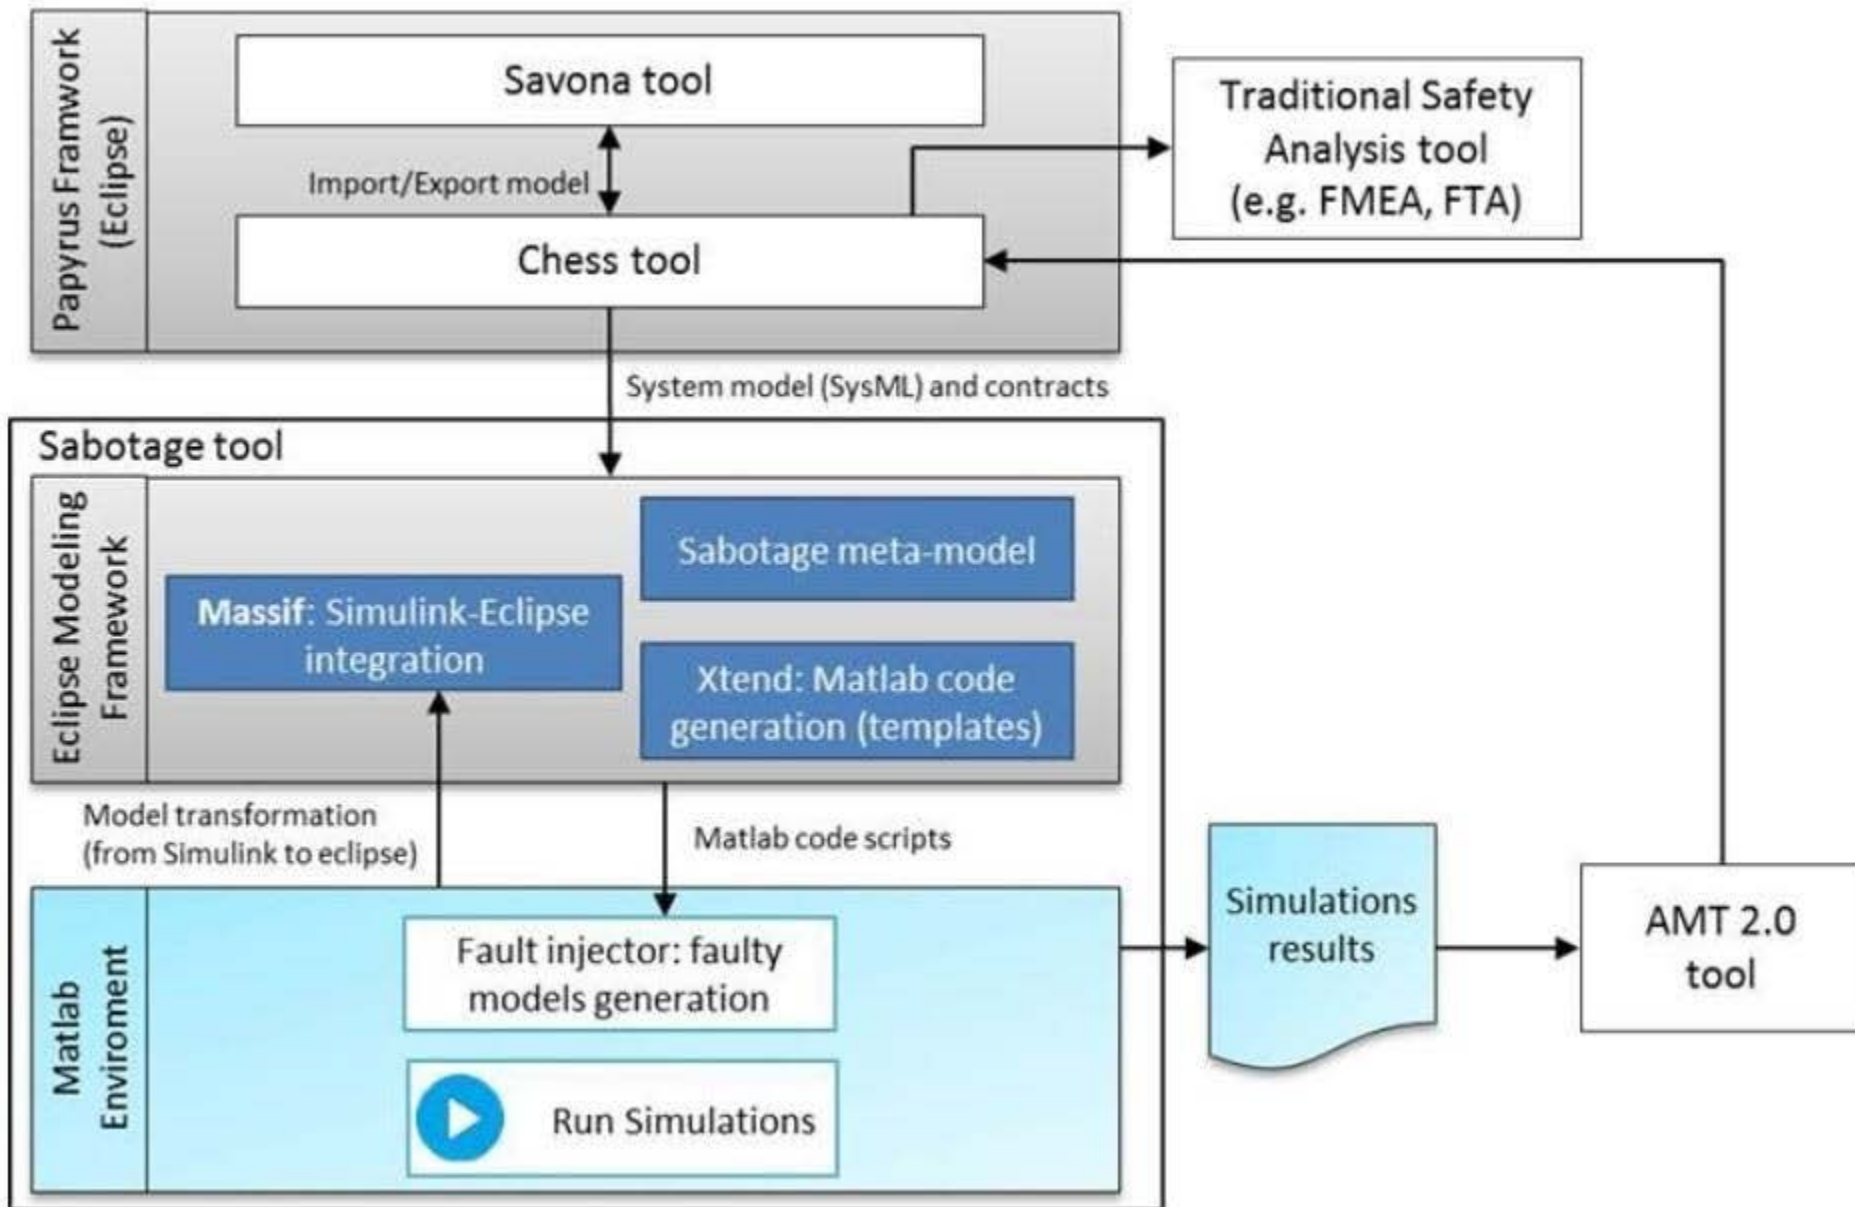 Papyrus Framwork
(Eclipse)
Savona tool
Import/Export model
Chess tool
Traditional Safety
Analysis tool
(e.g. FMEA, FTA)
System model (SysML) and contracts
Sabotage tool
Eclipse Modeling
Framework
Sabotage meta-model
Massif: Simulink-Eclipse
integration
Xtend: Matlab code
generation (templates)
Model transformation
(from Simulink to eclipse)
Matlab code scripts
Matlab
Enviroment
Fault injector: faulty
models generation
Run Simulations
Simulations
results
AMT 2.0
tool